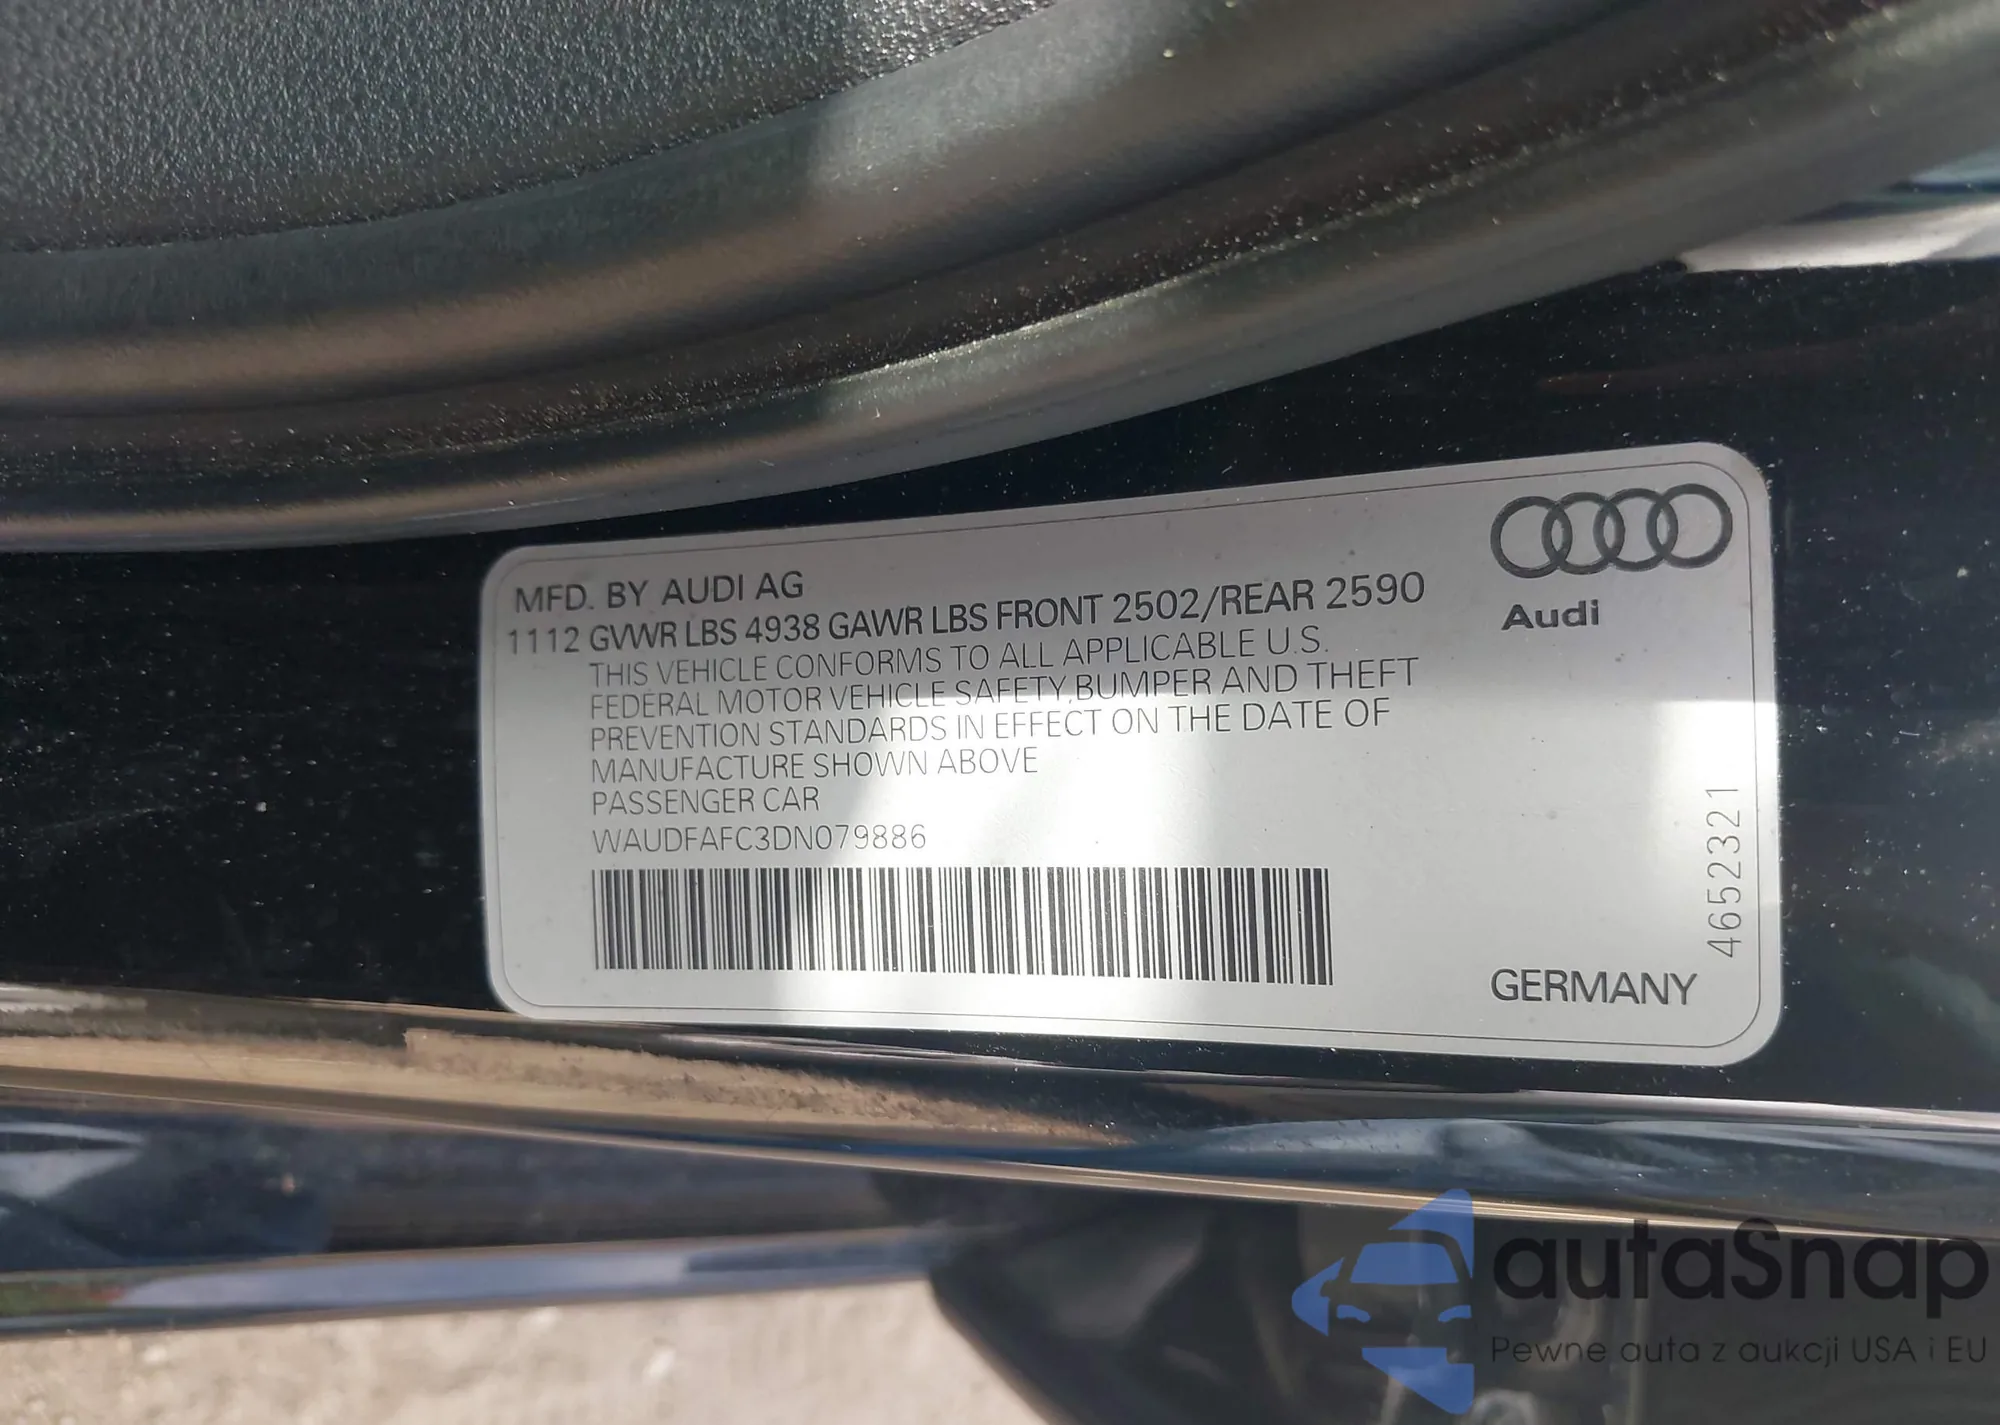 MFD. BY AUDI AG
1112 GVWR LBS 4938 GAWR LBS FRONT 2502/REAR 2590
THIS VEHICLE CONFORMS TO ALL APPLICABLE U.S.
FEDERAL MOTOR VEHICLE SAFETY, BUMPER AND THEFT
PREVENTION STANDARDS IN EFFECT ON THE DATE OF
MANUFACTURE SHOWN ABOVE
PASSENGER CAR
WAUDFAFC3DN079886
Audi
4652321
GERMANY
autaSnap
Pewne auta z aukcji USA i EU